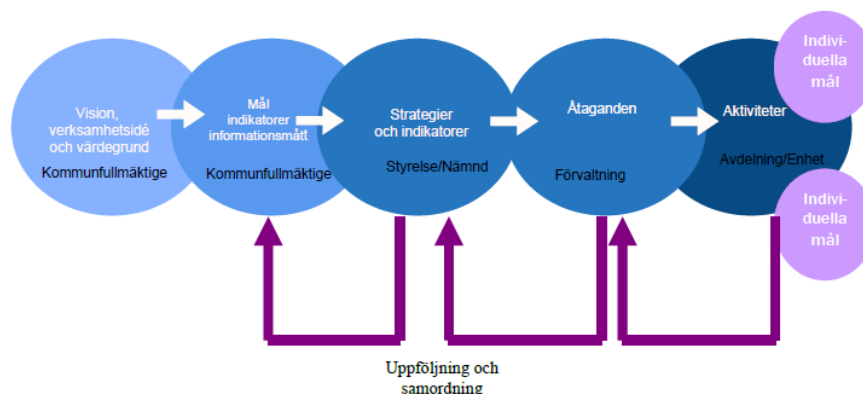 Vision,
verksamhetsidé
och värdegrund
Kommunfullmäktige
Mål
indikatorer
informationsmått
Kommunfullmäktige
Strategier
och indikatorer
Styrelse/Nämnd
Åtaganden
Förvaltning
Aktiviteter
Avdelning/Enhet
Indivi-
duella
mål
Indivi-
duella
mål
Uppföljning och
samordning